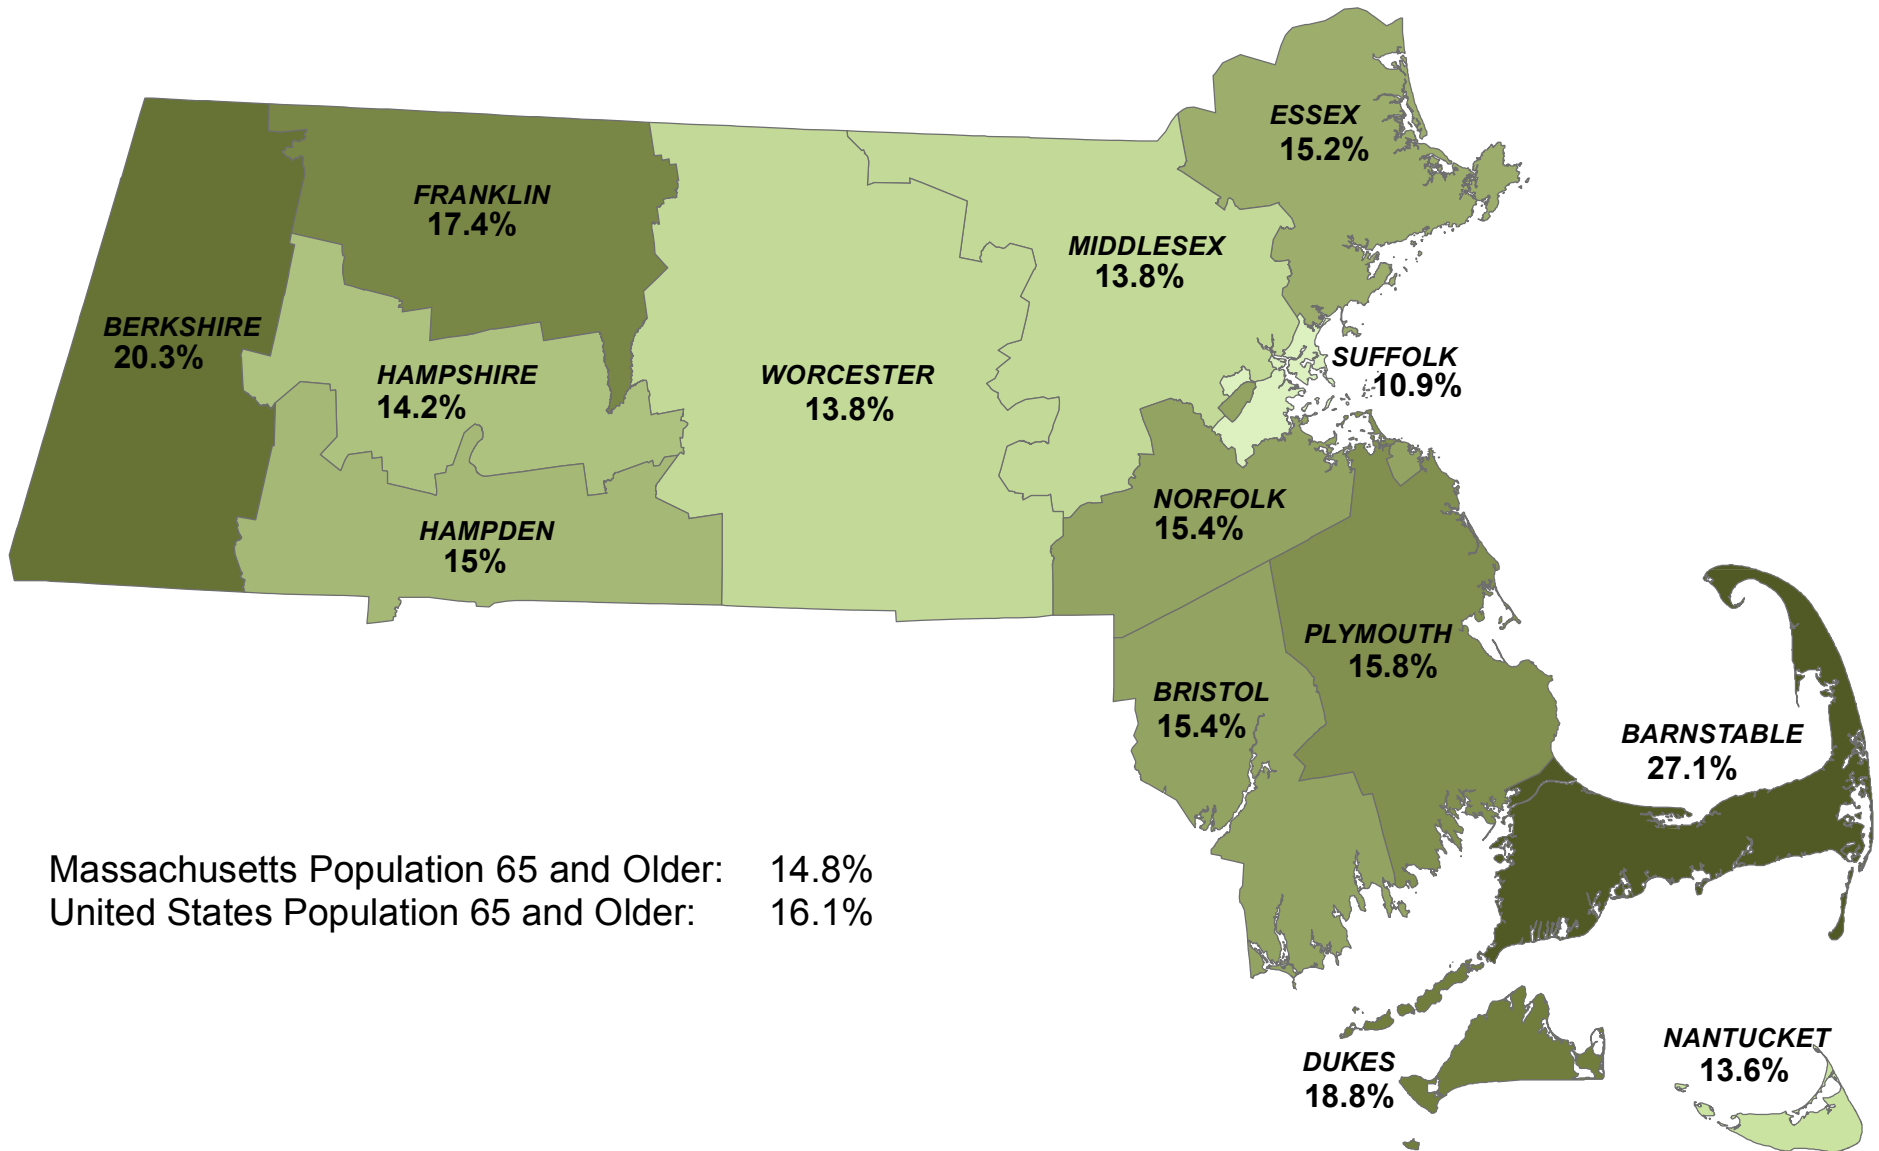 ESSEX
15.2%
FRANKLIN
17.4%
MIDDLESEX
13.8%
BERKSHIRE
20.3%
SUFFOLK
10.9%
HAMPSHIRE
14.2%
WORCESTER
13.8%
NORFOLK
15.4%
HAMPDEN
15%
PLYMOUTH
15.8%
BRISTOL
15.4%
BARNSTABLE
27.1%
Massachusetts Population 65 and Older: 14.8%
United States Population 65 and Older: 16.1%
DUKES
18.8%
NANTUCKET
13.6%